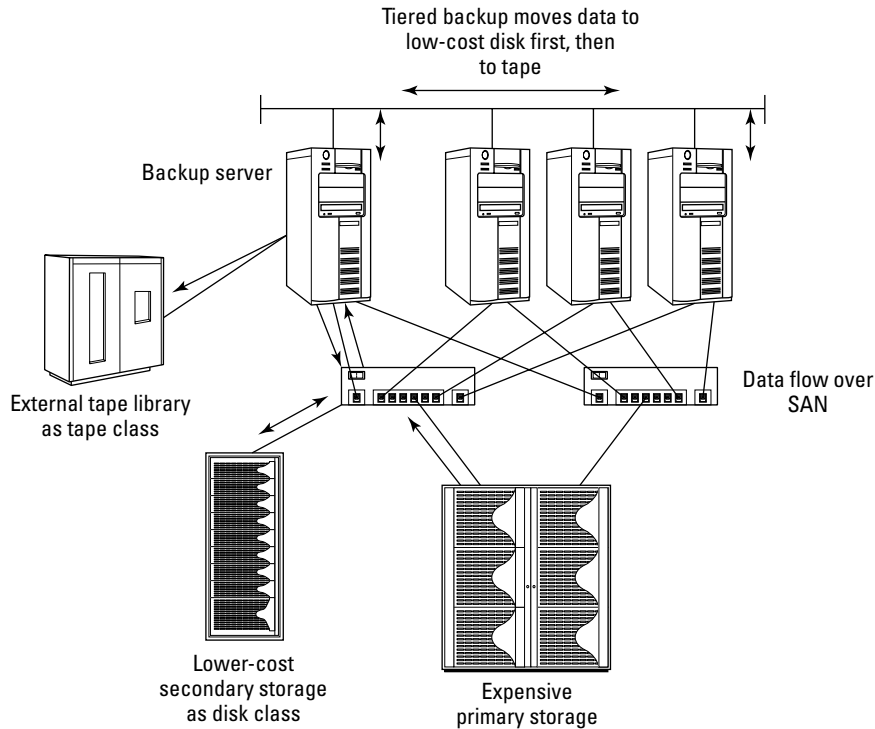 Tiered backup moves data to
low-cost disk first, then
to tape
Backup server
External tape library
as tape class
Data flow over
SAN
Lower-cost
secondary storage
as disk class
Expensive
primary storage